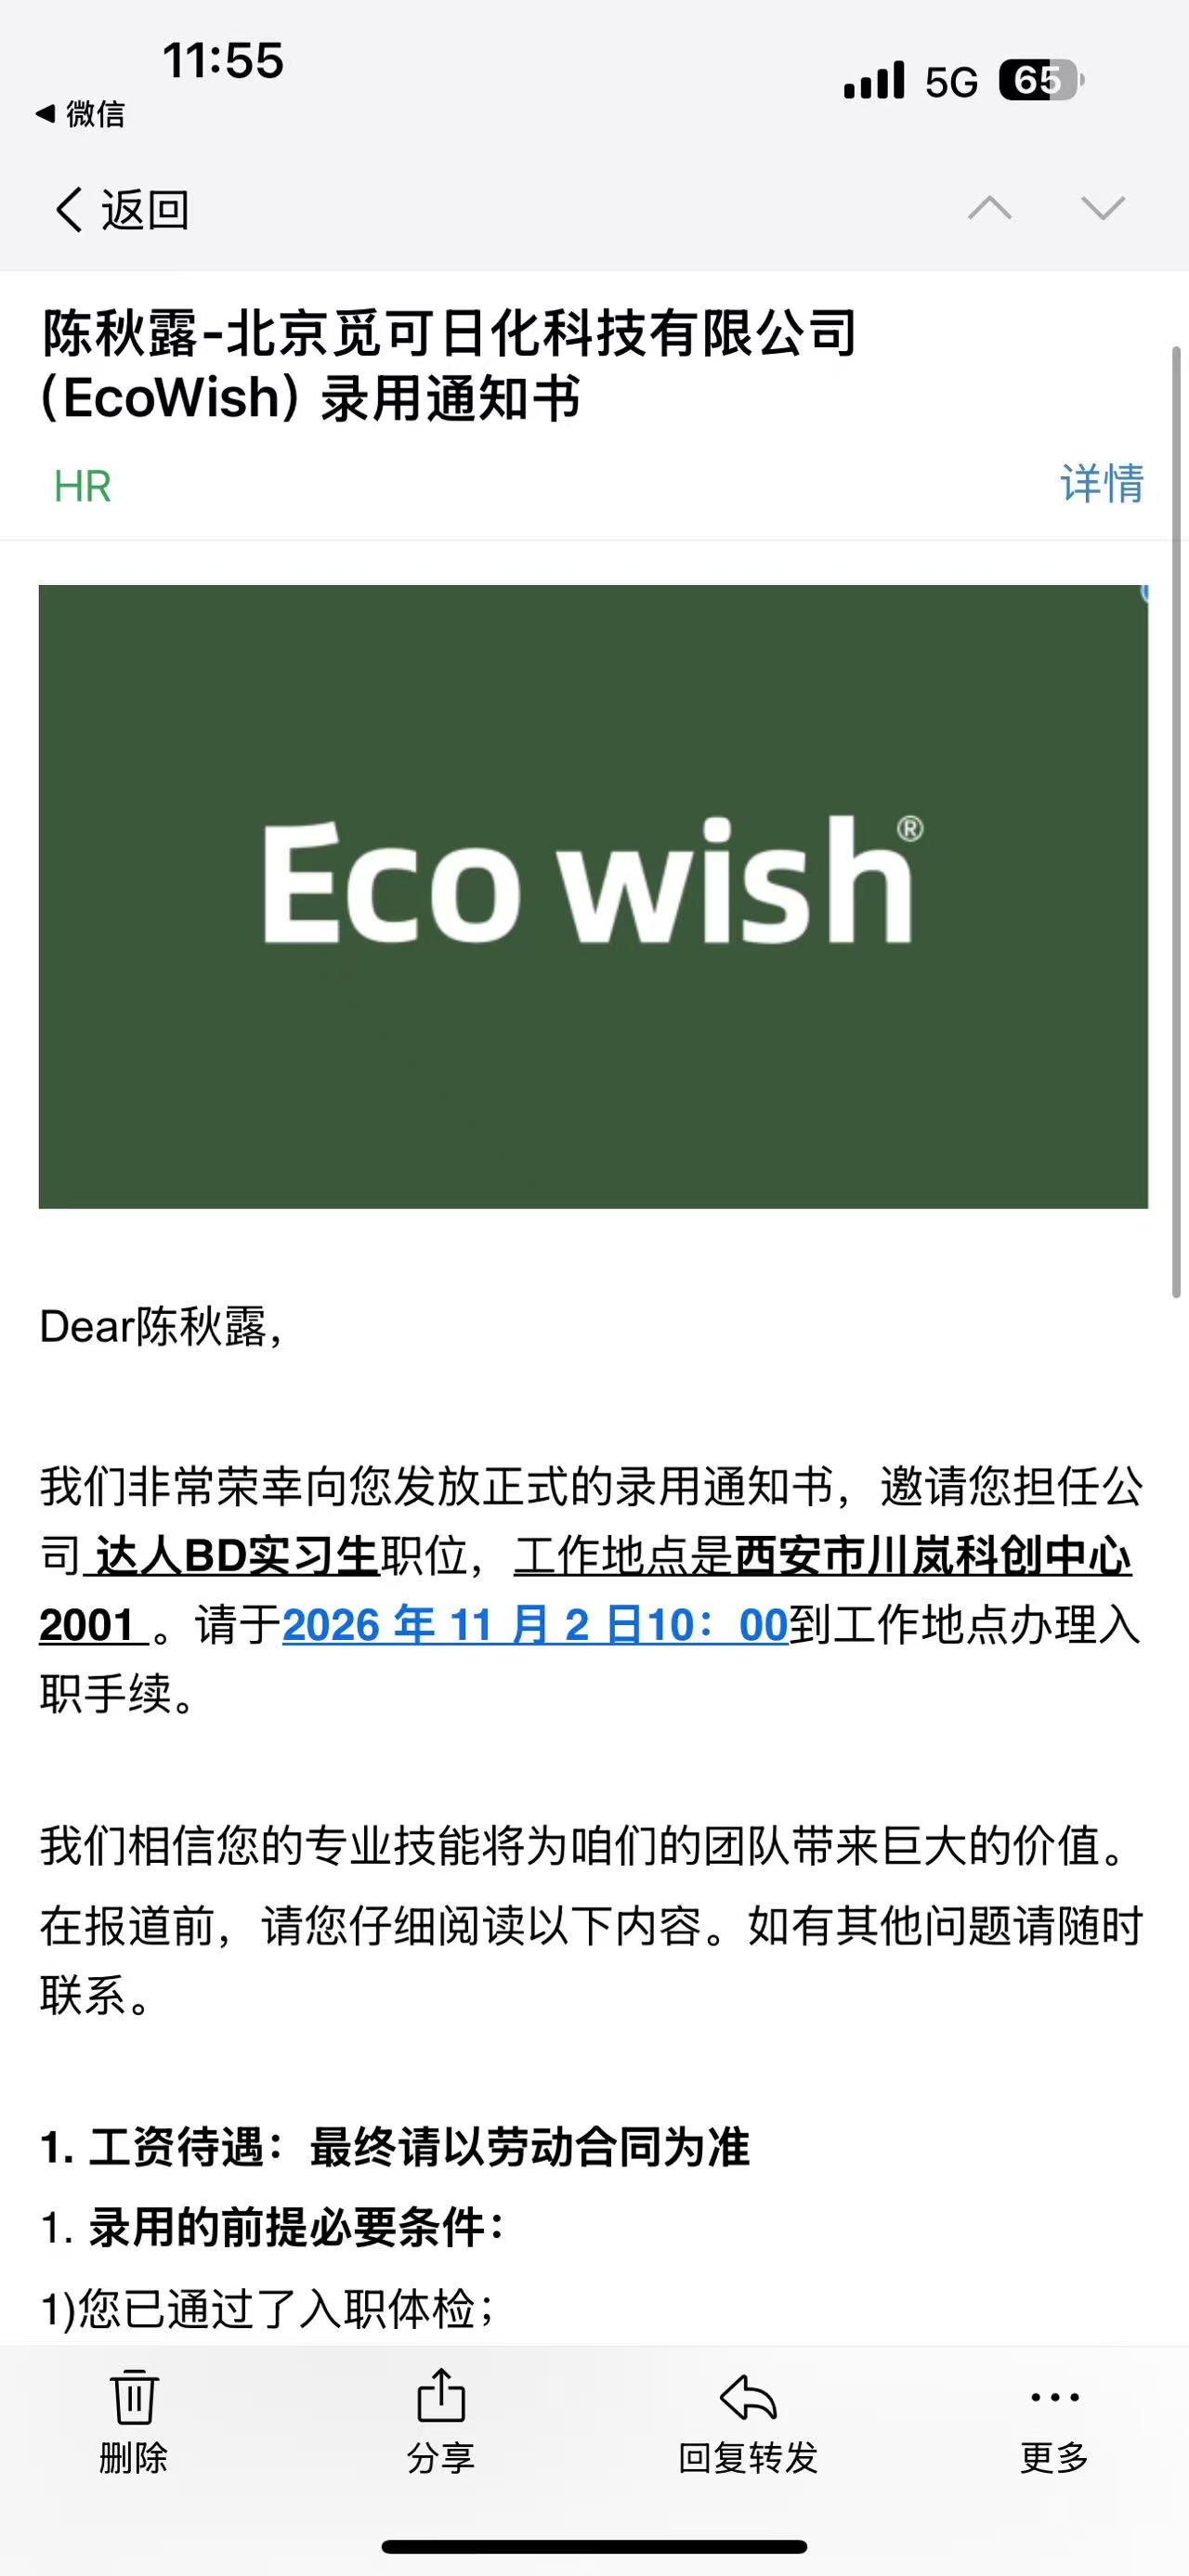 11:55
5G 65
微信
返回
陈秋露-北京觅可日化科技有限公司
（EcoWish）录用通知书
HR
详情
Eco wish®
Dear陈秋露，
我们非常荣幸向您发放正式的录用通知书，邀请您担任公
司 达人BD实习生职位，工作地点是西安市川岚科创中心
2001 。请于2026 年 11 月 2 日10：00到工作地点办理入
职手续。
我们相信您的专业技能将为咱们的团队带来巨大的价值。
在报道前，请您仔细阅读以下内容。如有其他问题请随时
联系。
1. 工资待遇：最终请以劳动合同为准
1. 录用的前提必要条件：
1)您已通过了入职体检；
删除
分享
回复转发
更多